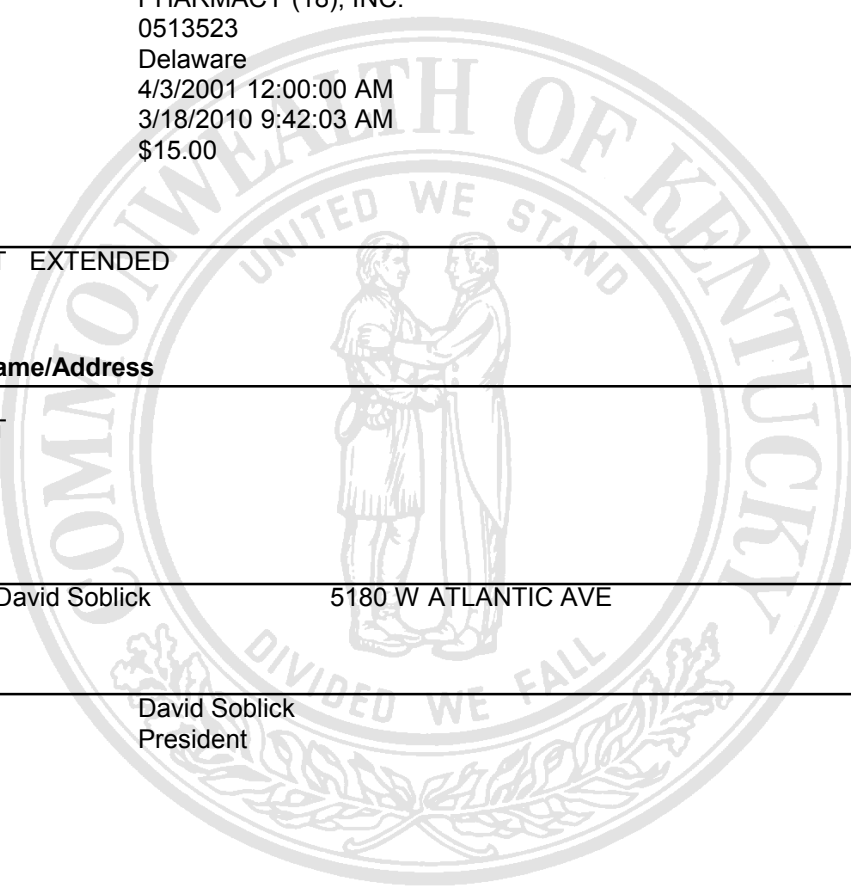 PHARMACY (18), INC.
0513523
Delaware
4/3/2001 12:00:00 AM
3/18/2010 9:42:03 AM
$15.00
EXTENDED
ame/Address
David Soblick 5180 W ATLANTIC AVE
David Soblick
President
COMMONWEALTH OF KENTUCKY
UNITED WE STAND
DIVIDED WE FALL